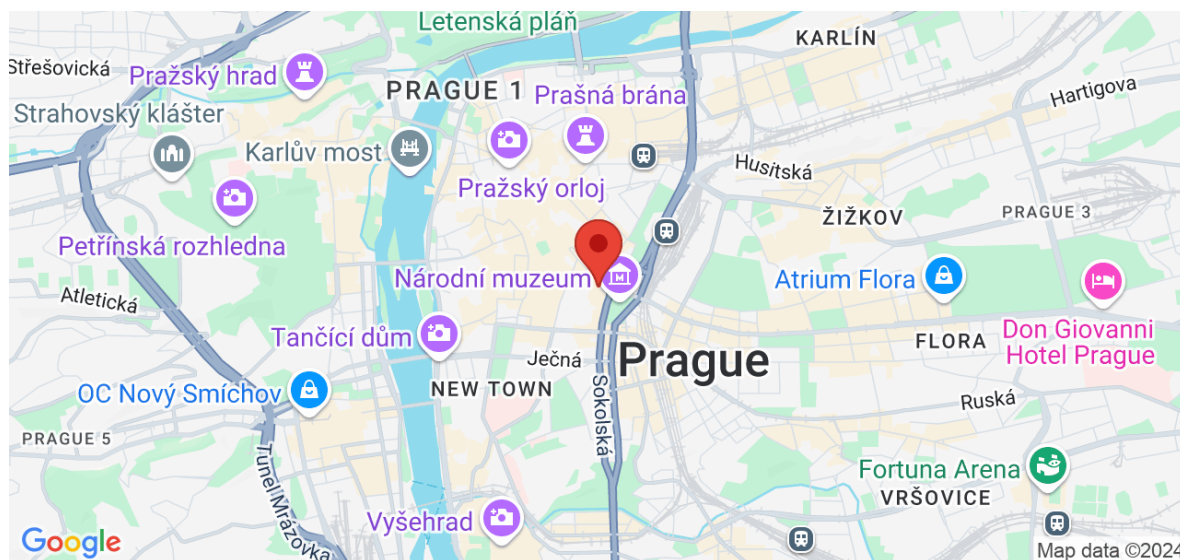 Letenská pláň
KARLÍN
Střešovická
Pražský hrad
PRAGUE 1
Prašná brána
Hartigova
Strahovský klášter
Karlův most
Husitská
Pražský orloj
ŽIŽKOV
PRAGUE 3
Petřínská rozhledna
Národní muzeum
M
Atrium Flora
Atletická
Tančící dům
FLORA
Don Giovanni
Hotel Prague
Ječná
Prague
NEW TOWN
OC Nový Smíchov
Sokolská
Ruská
PRAGUE 5
Tunel Mrázovka
Fortuna Arena
VRŠOVICE
Vyšehrad
Google
Map data ©2024